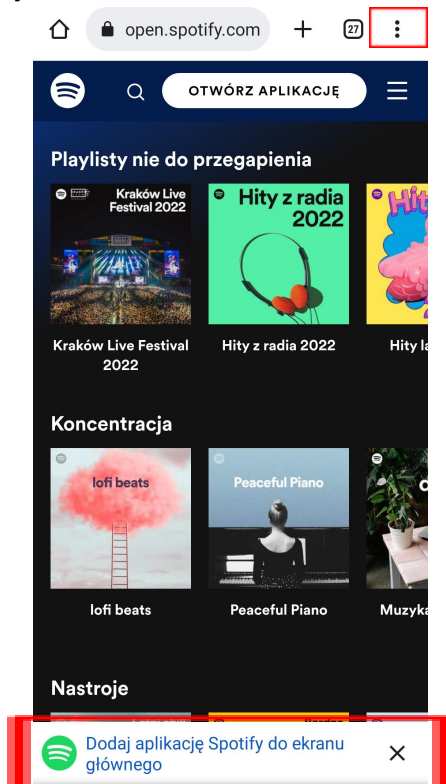 open.spotify.com
27
OTWÓRZ APLIKACJĘ
Playlisty nie do przegapienia
Kraków Live
Festival 2022
Hity z radia
2022
Hit
Kraków Live Festival
2022
Hity z radia 2022
Hity la
Koncentracja
lofi beats
Peaceful Piano
lofi beats
Peaceful Piano
Muzyka
Nastroje
Dodaj aplikację Spotify do ekranu
głównego